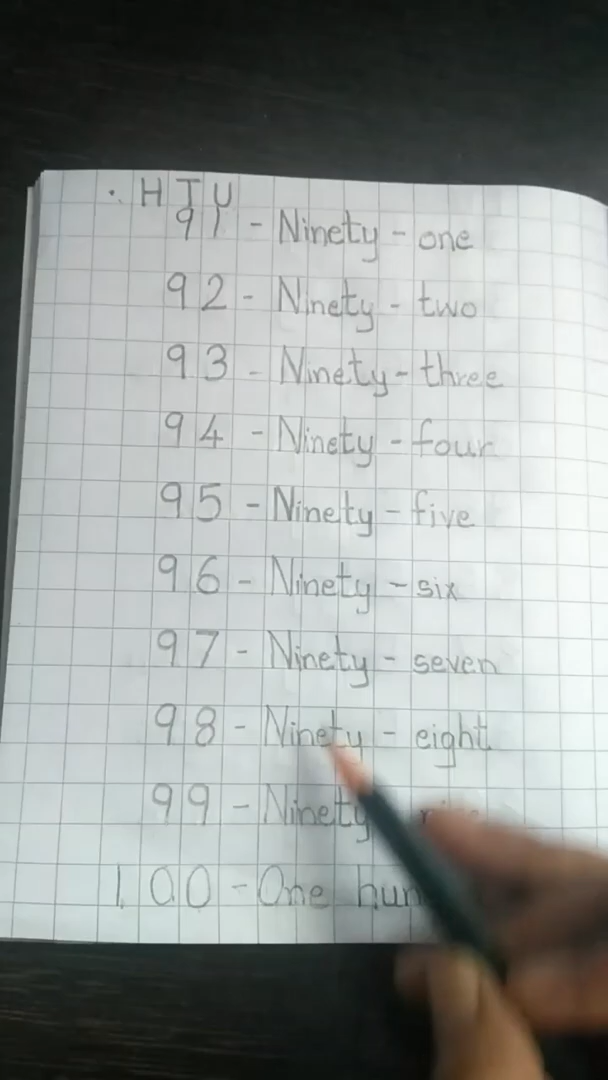 . H T U
91 - Ninety - one
92 - Ninety - two
93 - Ninety - three
94 - Ninety - four
95 - Ninety - five
96 - Ninety - six
97 - Ninety - seven
98 - Ninety - eight
99 - Ninety
100 - One